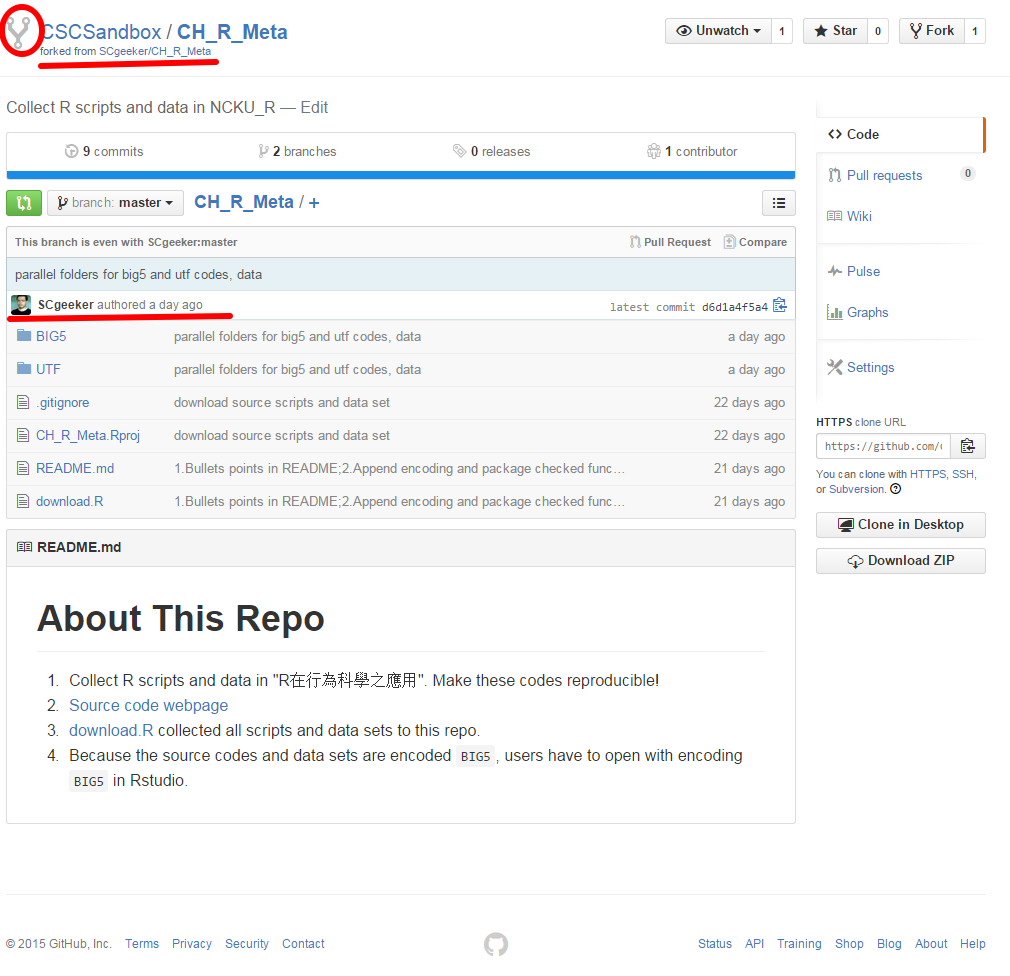 CSCSandbox / CH_R_Meta
forked from SCgeeker/CH_R_Meta
Unwatch 1 Star 0 Fork 1
Collect R scripts and data in NCKU_R — Edit
9 commits 2 branches 0 releases 1 contributor
branch: master CH_R_Meta / +
This branch is even with SCgeeker:master Pull Request Compare
parallel folders for big5 and utf codes, data
SCgeeker authored a day ago latest commit d6d1a4f5a4
BIG5 parallel folders for big5 and utf codes, data a day ago
UTF parallel folders for big5 and utf codes, data a day ago
.gitignore download source scripts and data set 22 days ago
CH_R_Meta.Rproj download source scripts and data set 22 days ago
README.md 1.Bullets points in README;2.Append encoding and package checked func… 21 days ago
download.R 1.Bullets points in README;2.Append encoding and package checked func… 21 days ago
README.md
About This Repo
1. Collect R scripts and data in "R在行為科學之應用". Make these codes reproducible!
2. Source code webpage
3. download.R collected all scripts and data sets to this repo.
4. Because the source codes and data sets are encoded BIG5, users have to open with encoding
BIG5 in Rstudio.
Code
Pull requests 0
Wiki
Pulse
Graphs
Settings
HTTPS clone URL
https://github.com/
You can clone with HTTPS, SSH,
or Subversion.
Clone in Desktop
Download ZIP
© 2015 GitHub, Inc. Terms Privacy Security Contact
Status API Training Shop Blog About Help